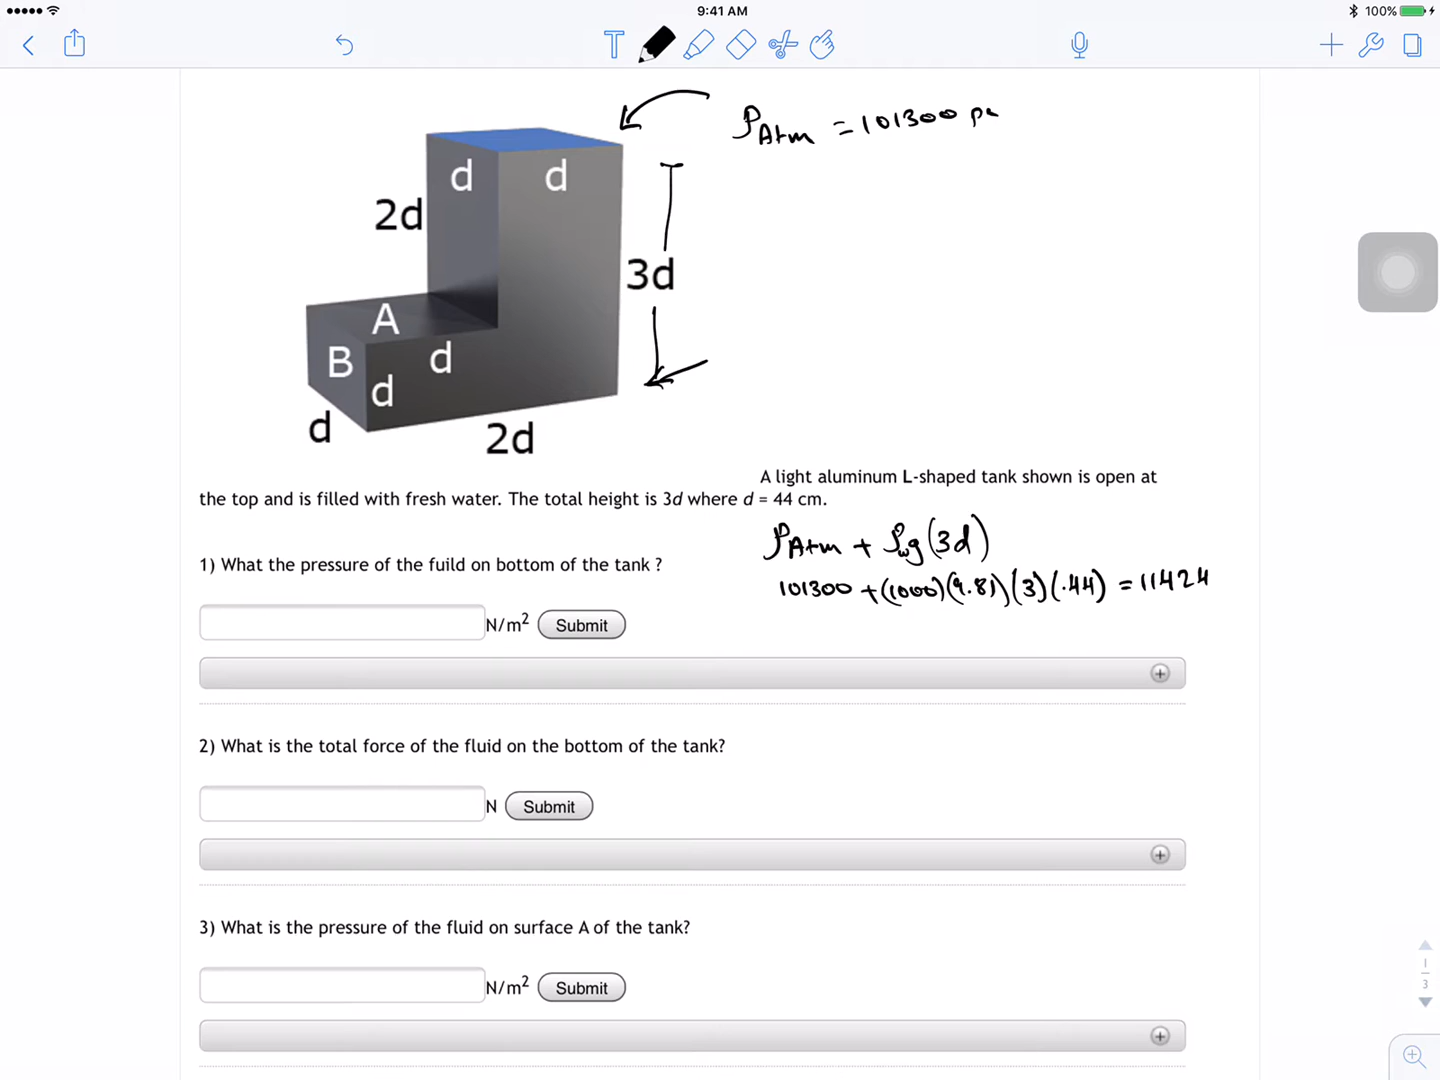 9:41 AM
100%
T
P Atm = 101300 pa
d
d
2d
3d
A
B
d
d
d
2d
A light aluminum L-shaped tank shown is open at
the top and is filled with fresh water. The total height is 3d where d = 44 cm.
P Atm + ρw g(3d)
101300 + (1000)(9.81)(3)(.44) = 11424
1) What the pressure of the fuild on bottom of the tank ?
N/m² Submit
2) What is the total force of the fluid on the bottom of the tank?
N Submit
3) What is the pressure of the fluid on surface A of the tank?
N/m² Submit
1
3